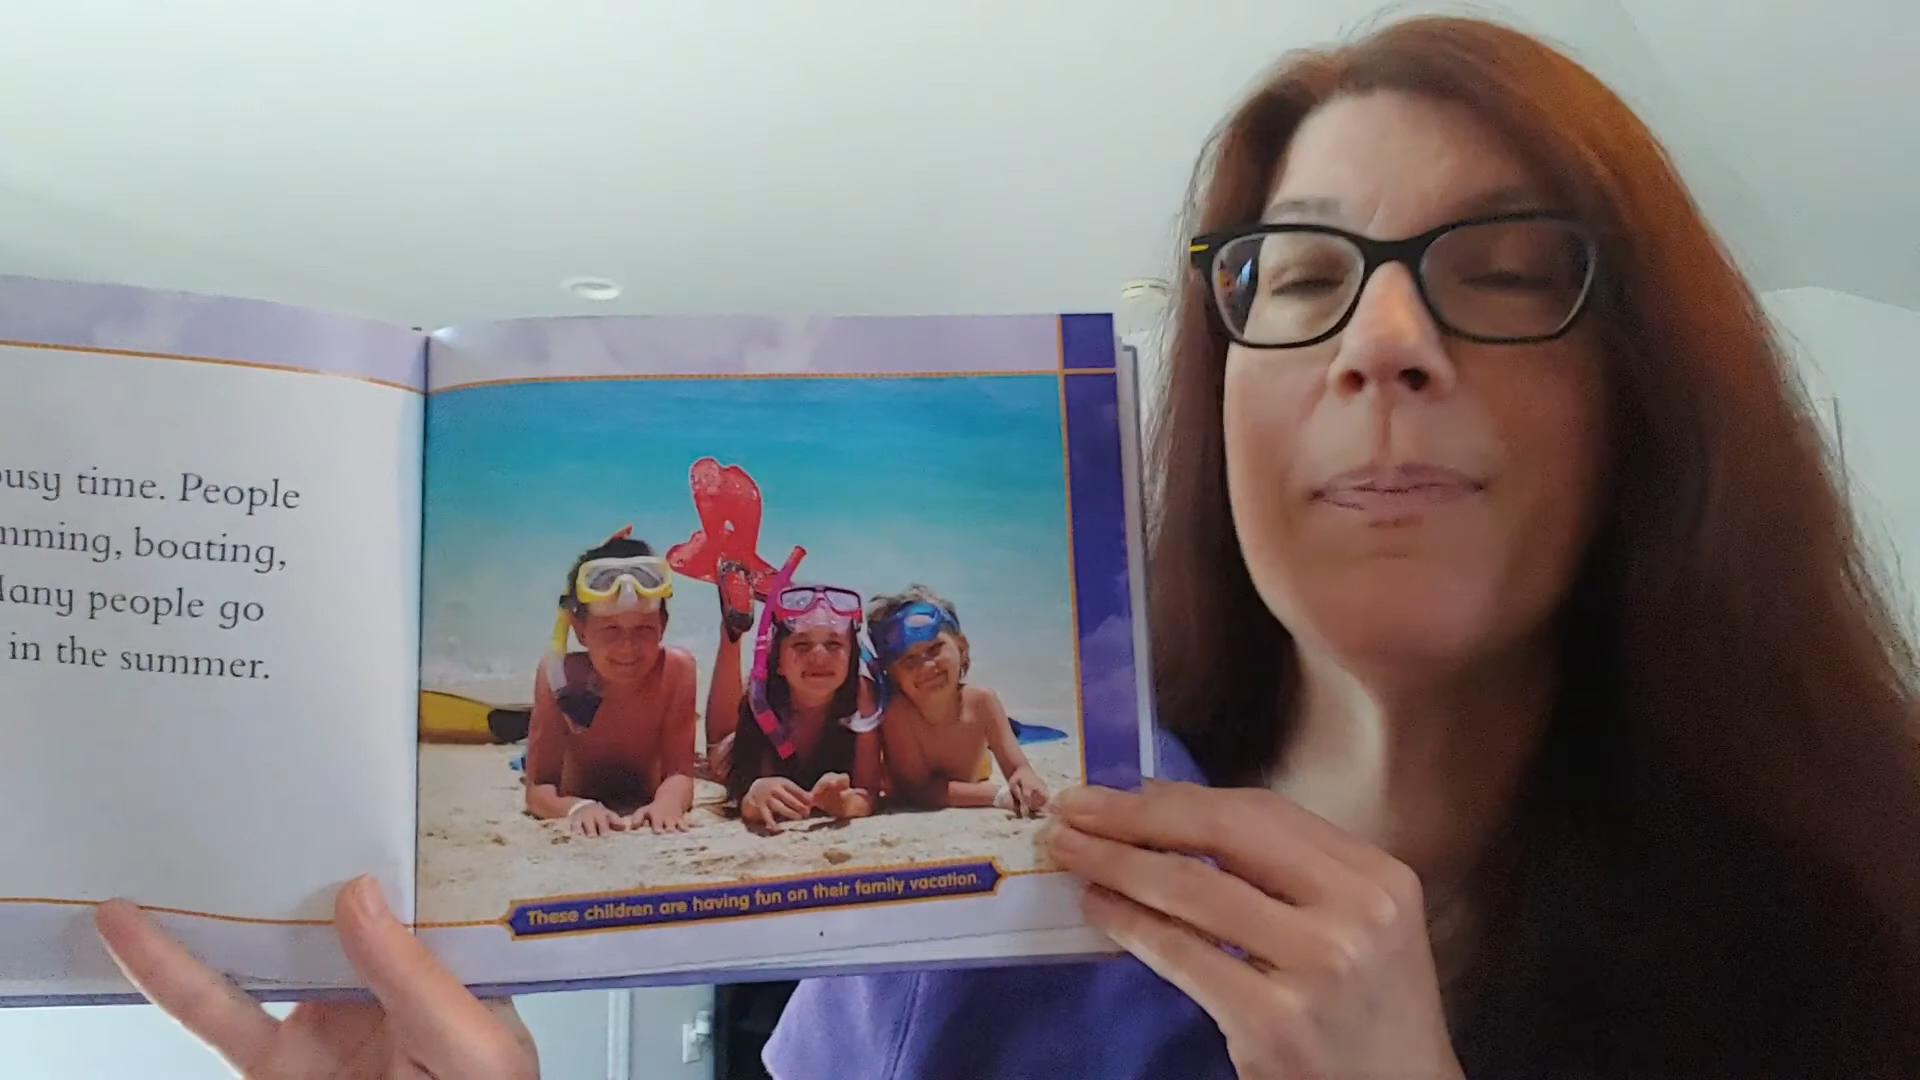 busy time. People
mming, boating,
Many people go
in the summer.
These children are having fun on their family vacation.